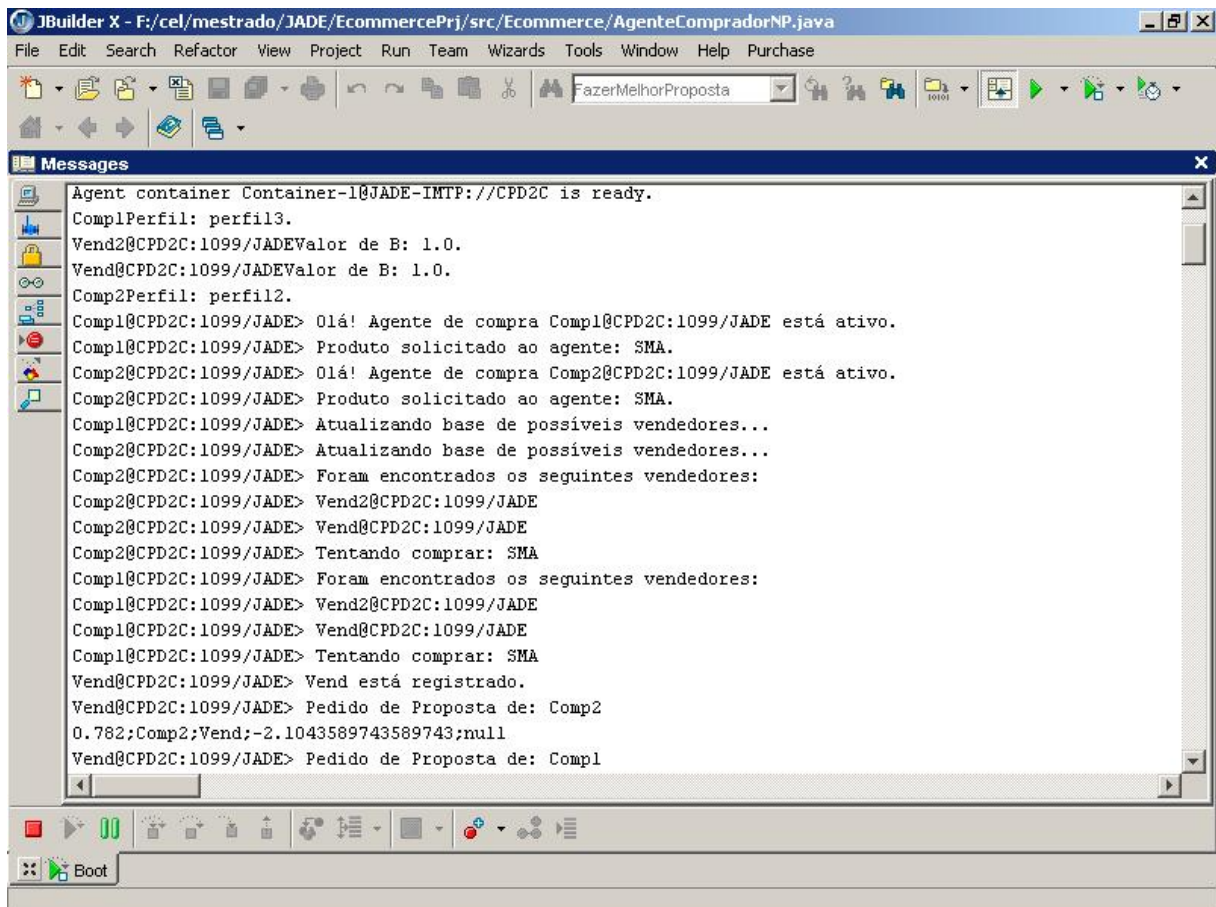 JBuilder X - F:/cel/mestrado/JADE/EcommercePrj/src/Ecommerce/AgenteCompradorNP.java
File Edit Search Refactor View Project Run Team Wizards Tools Window Help Purchase
FazerMelhorProposta
Messages
Agent container Container-1@JADE-IMTP://CPD2C is ready.
Comp1Perfil: perfil3.
Vend2@CPD2C:1099/JADEValor de B: 1.0.
Vend@CPD2C:1099/JADEValor de B: 1.0.
Comp2Perfil: perfil2.
Comp1@CPD2C:1099/JADE> Olá! Agente de compra Comp1@CPD2C:1099/JADE está ativo.
Comp1@CPD2C:1099/JADE> Produto solicitado ao agente: SMA.
Comp2@CPD2C:1099/JADE> Olá! Agente de compra Comp2@CPD2C:1099/JADE está ativo.
Comp2@CPD2C:1099/JADE> Produto solicitado ao agente: SMA.
Comp1@CPD2C:1099/JADE> Atualizando base de possíveis vendedores...
Comp2@CPD2C:1099/JADE> Atualizando base de possíveis vendedores...
Comp2@CPD2C:1099/JADE> Foram encontrados os seguintes vendedores:
Comp2@CPD2C:1099/JADE> Vend2@CPD2C:1099/JADE
Comp2@CPD2C:1099/JADE> Vend@CPD2C:1099/JADE
Comp2@CPD2C:1099/JADE> Tentando comprar: SMA
Comp1@CPD2C:1099/JADE> Foram encontrados os seguintes vendedores:
Comp1@CPD2C:1099/JADE> Vend2@CPD2C:1099/JADE
Comp1@CPD2C:1099/JADE> Vend@CPD2C:1099/JADE
Comp1@CPD2C:1099/JADE> Tentando comprar: SMA
Vend@CPD2C:1099/JADE> Vend está registrado.
Vend@CPD2C:1099/JADE> Pedido de Proposta de: Comp2
0.782;Comp2;Vend;-2.1043589743589743;null
Vend@CPD2C:1099/JADE> Pedido de Proposta de: Comp1
Boot